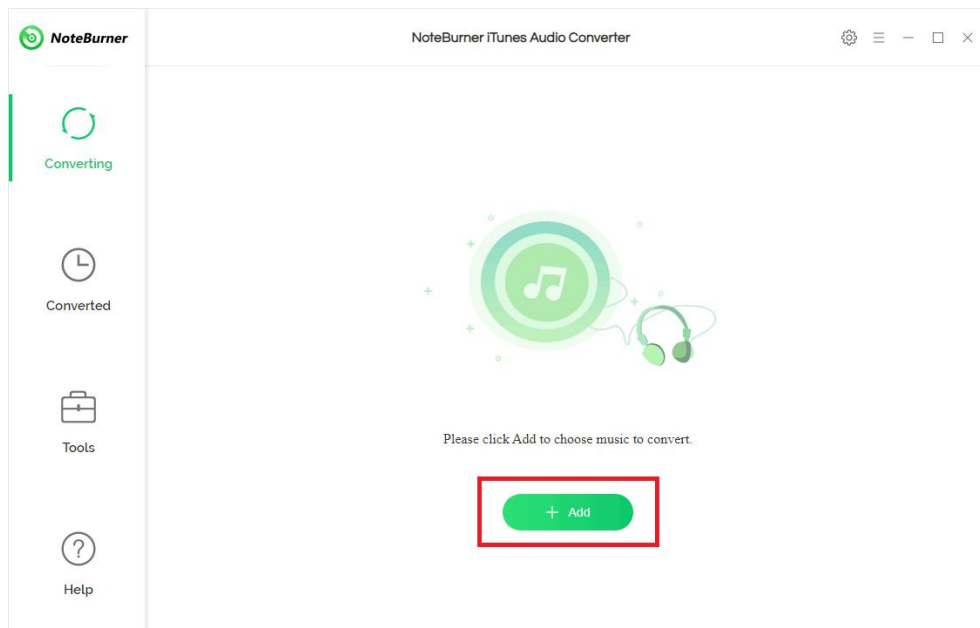 NoteBurner
NoteBurner iTunes Audio Converter
Converting
Converted
Tools
Help
Please click Add to choose music to convert.
+ Add